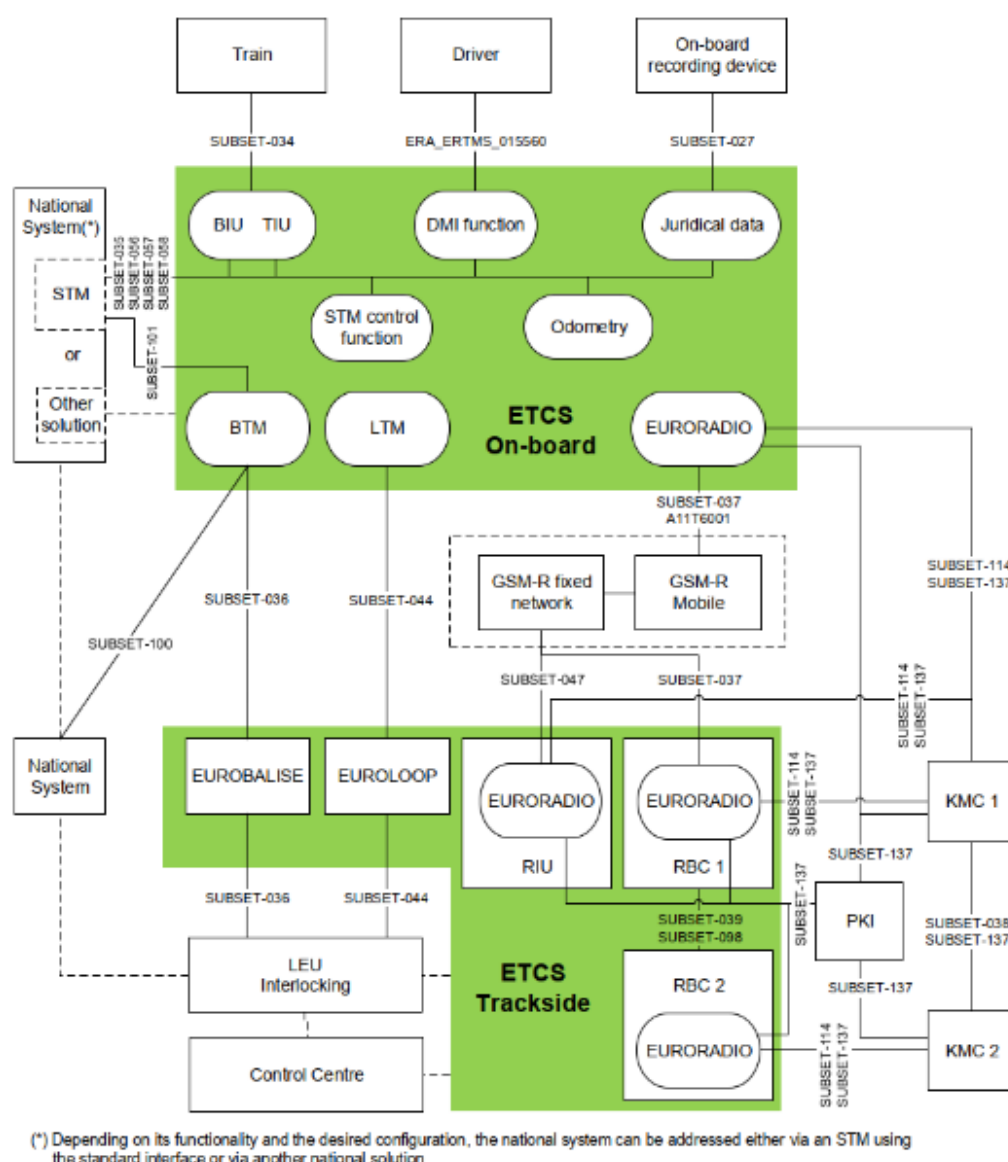 Train
Driver
On-board
recording device
SUBSET-034
ERA_ERTMS_015560
SUBSET-027
National
System(*)
BIU TIU
DMI function
Juridical data
SUBSET-035
SUBSET-056
SUBSET-057
SUBSET-058
STM
STM control
function
Odometry
or
SUBSET-101
Other
solution
BTM
LTM
ETCS
On-board
EURORADIO
SUBSET-037
A11T6001
GSM-R fixed
network
GSM-R
Mobile
SUBSET-114
SUBSET-137
SUBSET-036
SUBSET-044
SUBSET-100
SUBSET-047
SUBSET-037
SUBSET-114
SUBSET-137
National
System
EUROBALISE
EUROLOOP
EURORADIO
RIU
EURORADIO
RBC 1
SUBSET-114
SUBSET-137
KMC 1
SUBSET-137
SUBSET-137
SUBSET-036
SUBSET-044
SUBSET-039
SUBSET-098
PKI
SUBSET-038
SUBSET-137
LEU
Interlocking
ETCS
Trackside
RBC 2
SUBSET-137
EURORADIO
SUBSET-114
SUBSET-137
KMC 2
Control Centre
(*) Depending on its functionality and the desired configuration, the national system can be addressed either via an STM using
the standard interface or via another national solution